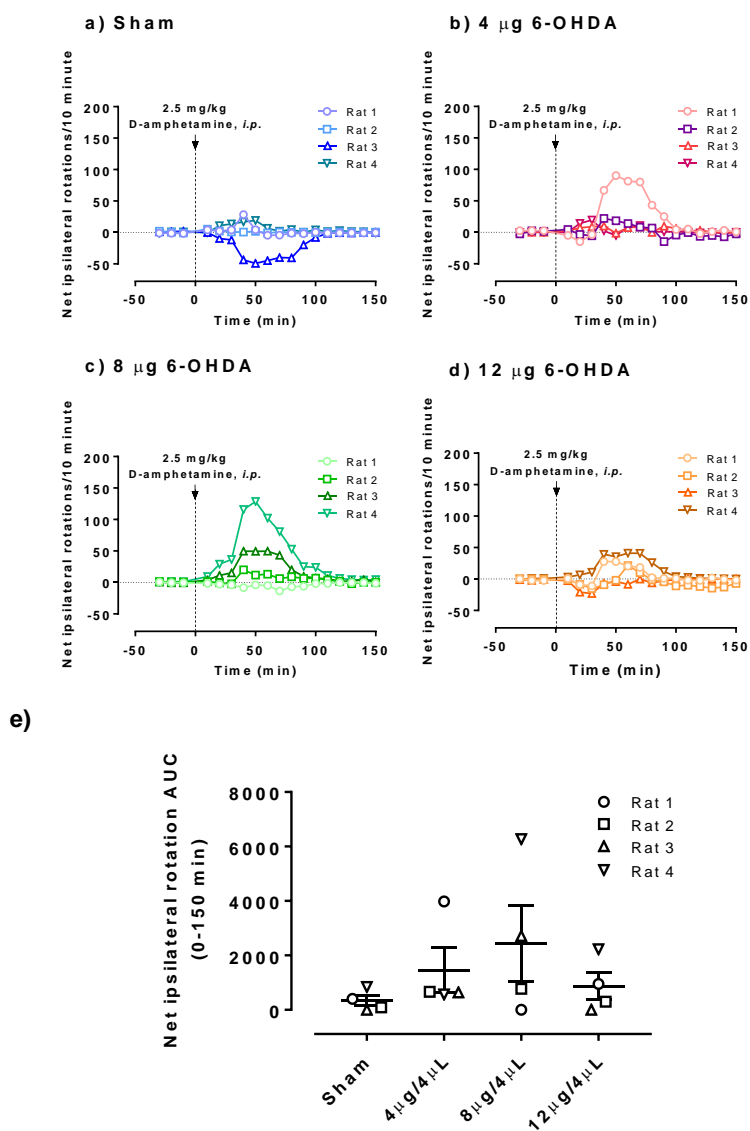 a) Sham
Net ipsilateral rotations/10 minute
200
150
100
50
0
-50
2.5 mg/kg
D-amphetamine, i.p.
Rat 1
Rat 2
Rat 3
Rat 4
-50 0 50 100 150
Time (min)
b) 4 μg 6-OHDA
Net ipsilateral rotations/10 minute
200
150
100
50
0
-50
2.5 mg/kg
D-amphetamine, i.p.
Rat 1
Rat 2
Rat 3
Rat 4
-50 0 50 100 150
Time (min)
c) 8 μg 6-OHDA
Net ipsilateral rotations/10 minute
200
150
100
50
0
-50
2.5 mg/kg
D-amphetamine, i.p.
Rat 1
Rat 2
Rat 3
Rat 4
-50 0 50 100 150
Time (min)
d) 12 μg 6-OHDA
Net ipsilateral rotations/10 minute
200
150
100
50
0
-50
2.5 mg/kg
D-amphetamine, i.p.
Rat 1
Rat 2
Rat 3
Rat 4
-50 0 50 100 150
Time (min)
e)
Net ipsilateral rotation AUC
(0-150 min)
8000
6000
4000
2000
0
Rat 1
Rat 2
Rat 3
Rat 4
Sham
4μg/4μL
8μg/4μL
12μg/4μL